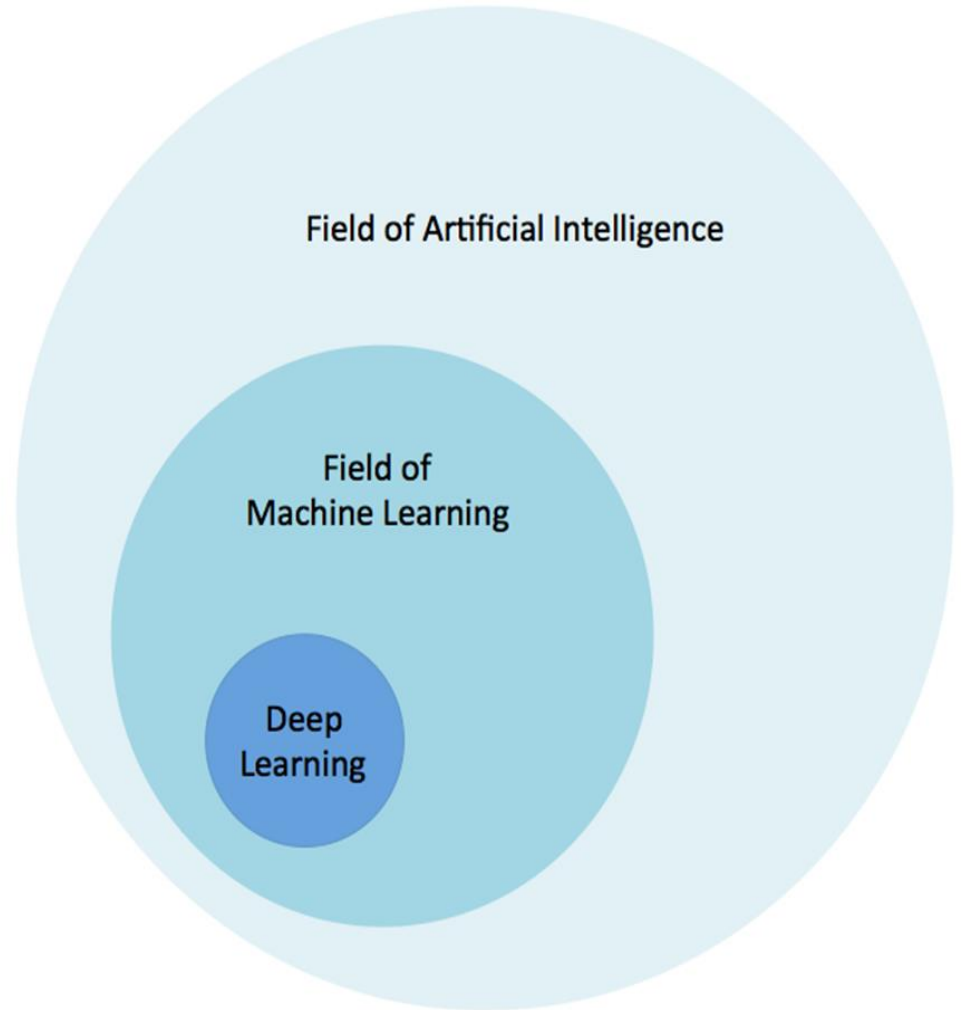 Field of Artificial Intelligence
Field of
Machine Learning
Deep
Learning